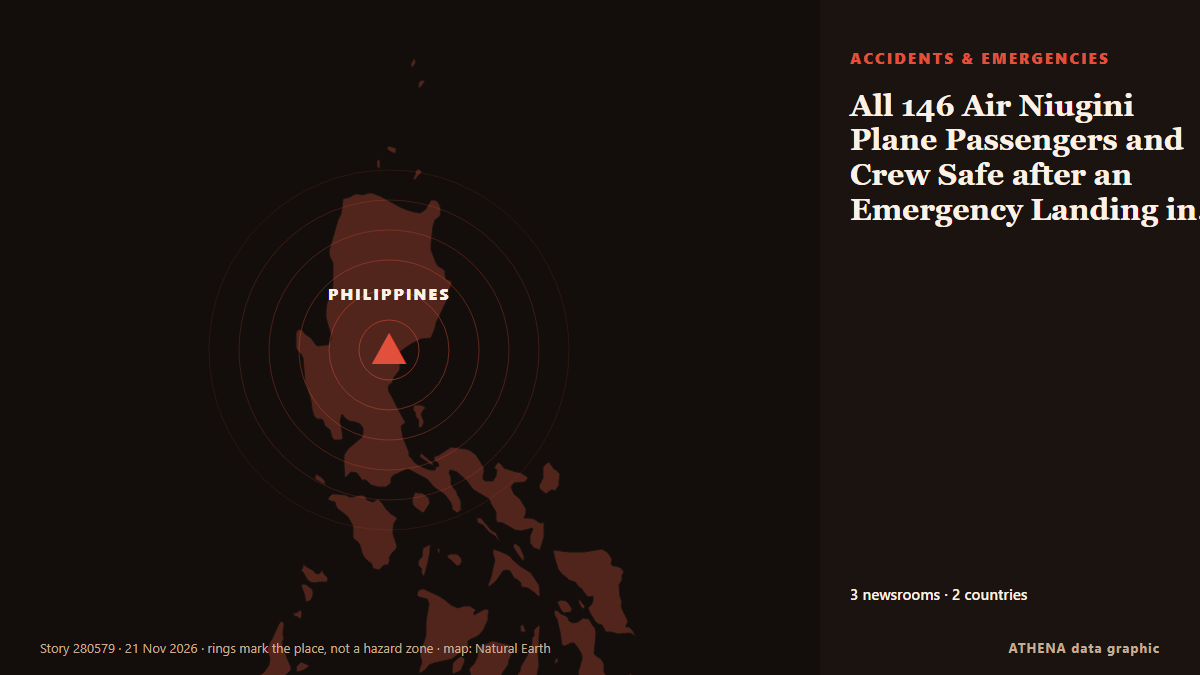 ACCIDENTS & EMERGENCIES
All 146 Air Niugini
Plane Passengers and
Crew Safe after an
Emergency Landing in
PHILIPPINES
3 newsrooms · 2 countries
Story 280579 · 21 Nov 2026 · rings mark the place, not a hazard zone · map: Natural Earth
ATHENA data graphic